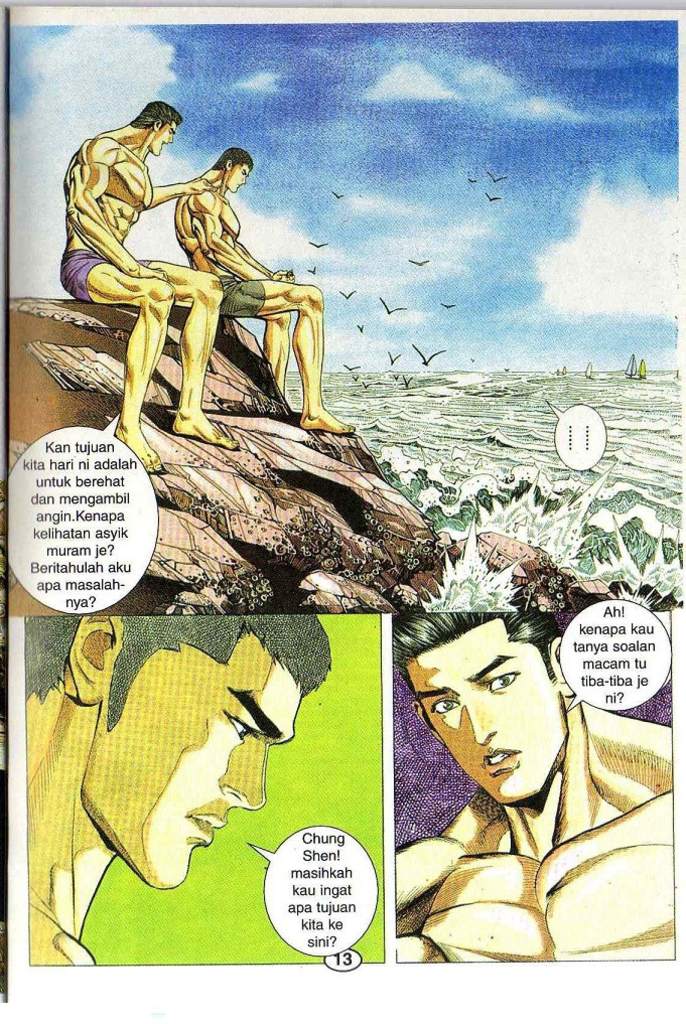 Kan tujuan
kita hari ni adalah
untuk berehat
dan mengambil
angin.Kenapa
kelihatan asyik
muram je?
Beritahulah aku
apa masalah-
nya?
Chung
Shen!
masihkah
kau ingat
apa tujuan
kita ke
sini?
Ah!
kenapa kau
tanya soalan
macam tu
tiba-tiba je
ni?
13